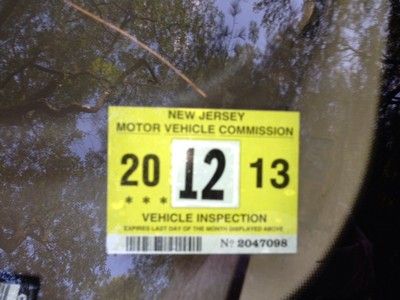 NEW JERSEY
MOTOR VEHICLE COMMISSION
20 12 13
* * *
VEHICLE INSPECTION
EXPIRES LAST DAY OF THE MONTH DISPLAYED ABOVE
Nº 2047098